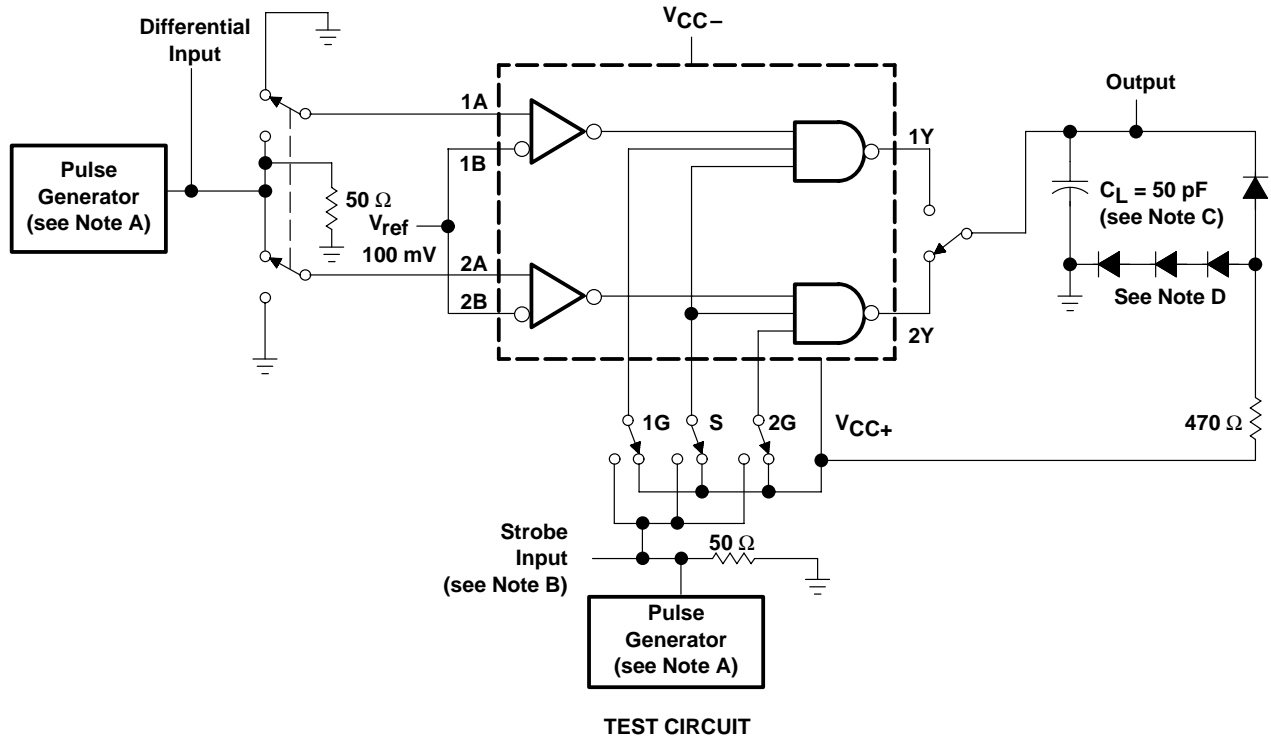 VCC−
Differential
Input
Output
1A
1B
1Y
Pulse
Generator
(see Note A)
50 Ω
Vref
100 mV
CL = 50 pF
(see Note C)
2A
2B
See Note D
2Y
1G
S
2G
VCC+
470 Ω
Strobe
Input
(see Note B)
50 Ω
Pulse
Generator
(see Note A)
TEST CIRCUIT